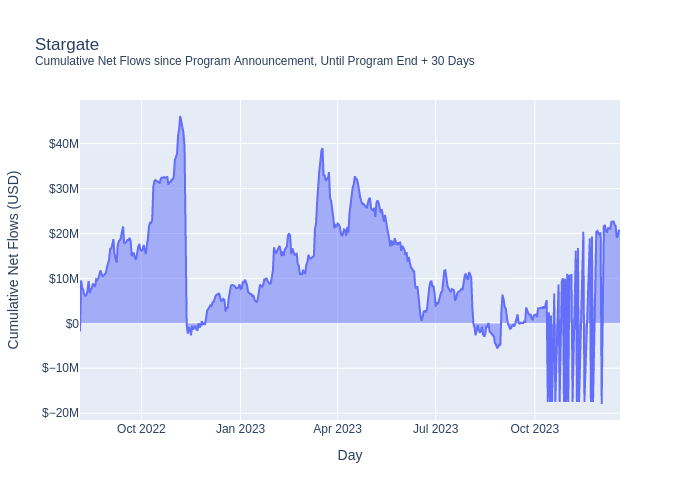 Stargate
Cumulative Net Flows since Program Announcement, Until Program End + 30 Days
Cumulative Net Flows (USD)
$40M
$30M
$20M
$10M
$0
−$10M
−$20M
Oct 2022
Jan 2023
Apr 2023
Jul 2023
Oct 2023
Day